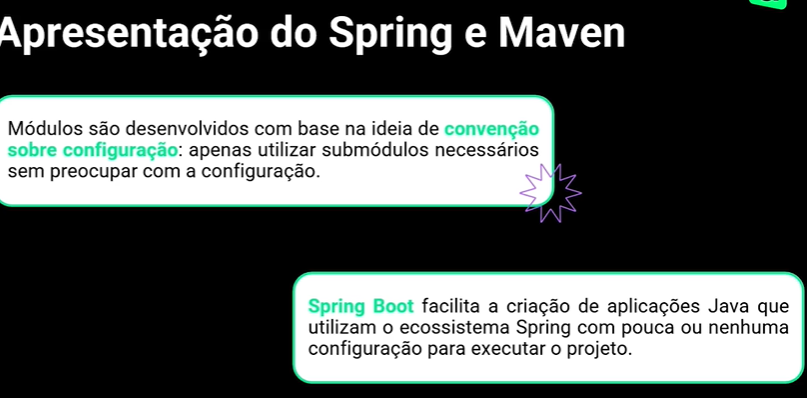 Apresentação do Spring e Maven
Módulos são desenvolvidos com base na ideia de convenção
sobre configuração: apenas utilizar submódulos necessários
sem preocupar com a configuração.
Spring Boot facilita a criação de aplicações Java que
utilizam o ecossistema Spring com pouca ou nenhuma
configuração para executar o projeto.